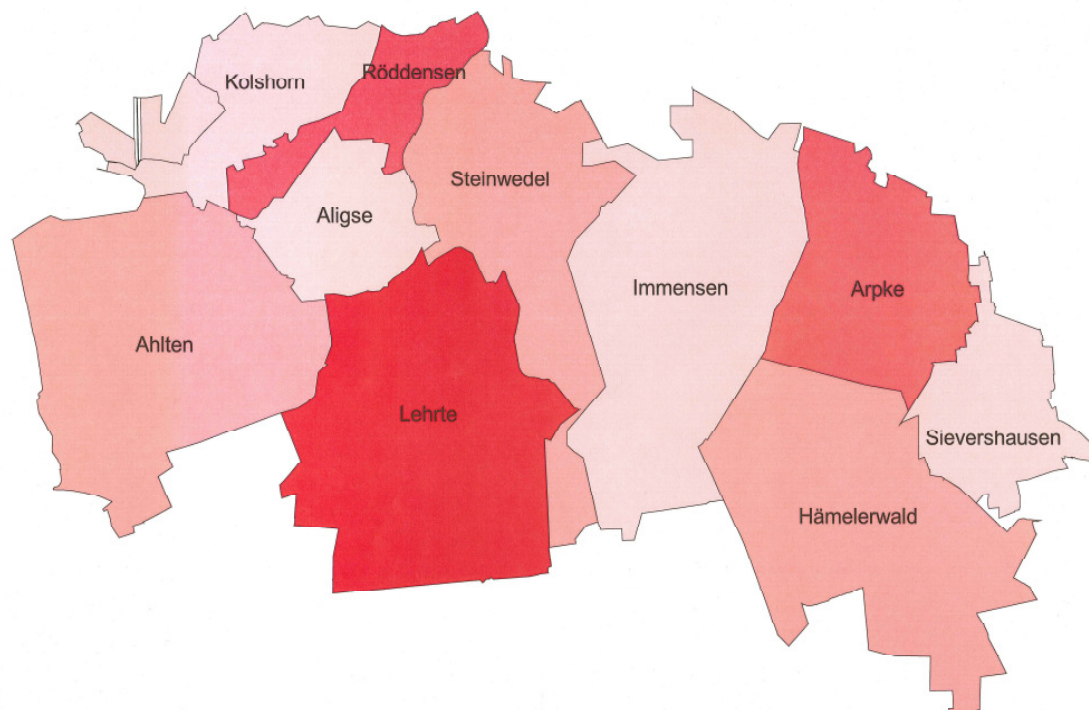 Kolshorn
Röddensen
Steinwedel
Aligse
Immensen
Arpke
Ahlten
Lehrte
Sievershausen
Hämelerwald